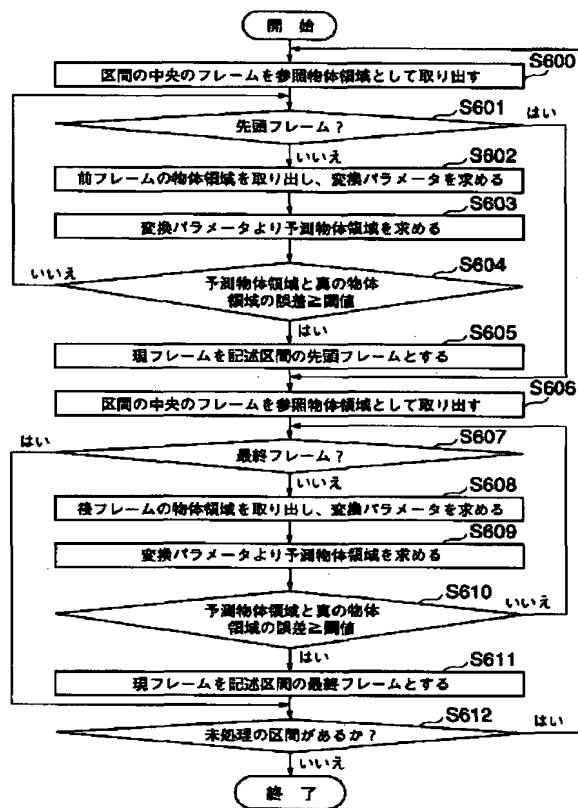 開 始
区間の中央のフレームを参照物体領域として取り出す
S600
S601
先頭フレーム?
はい
いいえ
S602
前フレームの物体領域を取り出し、変換パラメータを求める
S603
変換パラメータより予測物体領域を求める
S604
いいえ
予測物体領域と真の物体
領域の誤差≧閾値
はい
S605
現フレームを記述区間の先頭フレームとする
区間の中央のフレームを参照物体領域として取り出す
S606
S607
はい
最終フレーム?
いいえ
S608
後フレームの物体領域を取り出し、変換パラメータを求める
S609
変換パラメータより予測物体領域を求める
S610
予測物体領域と真の物体
領域の誤差≧閾値
いいえ
はい
S611
現フレームを記述区間の最終フレームとする
S612
未処理の区間があるか?
はい
いいえ
終 了